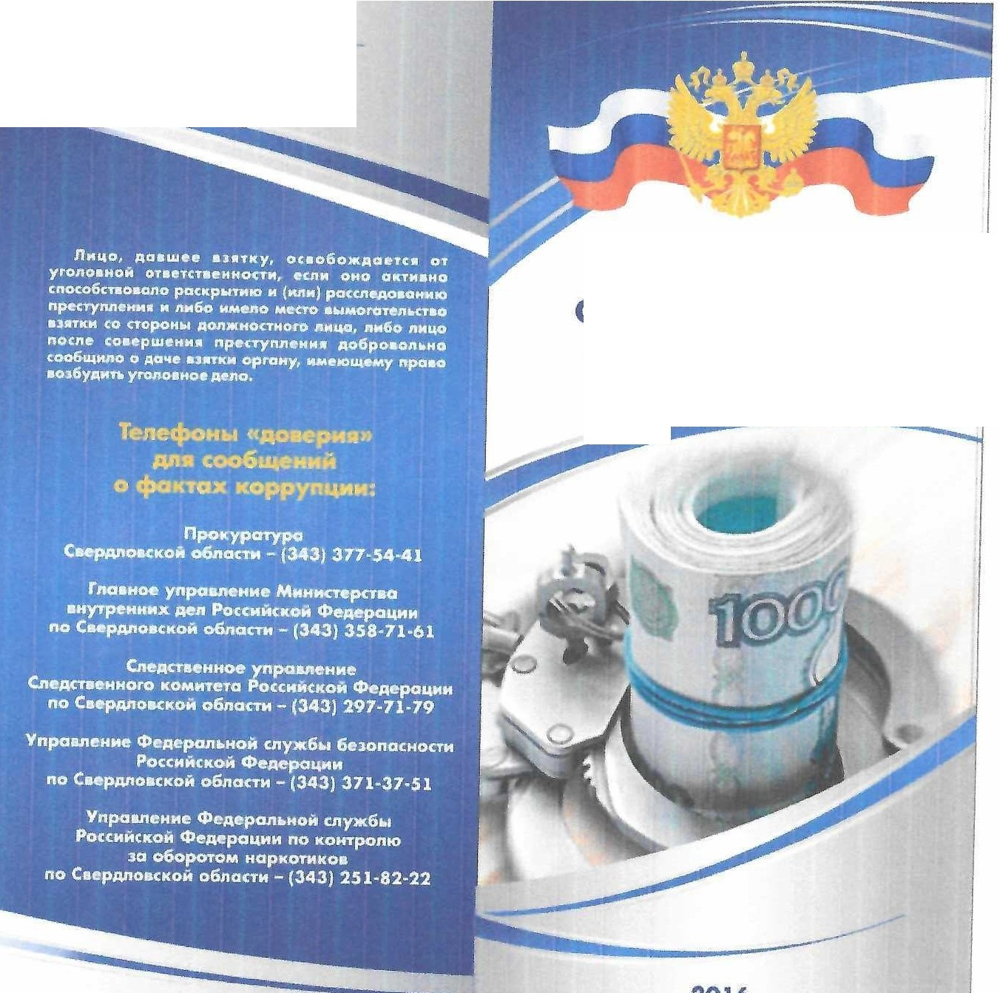 Лицо, давшее взятку, освобождается от
уголовной ответственности, если оно активно
способствовало раскрытию и (или) расследованию
преступления и либо имело место вымогательство
взятки со стороны должностного лица, либо лицо
после совершения преступления добровольно
сообщило о даче взятки органу, имеющему право
возбудить уголовное дело.
Телефоны «доверия»
для сообщений
о фактах коррупции:
Прокуратура
Свердловской области – (343) 377-54-41
Главное управление Министерства
внутренних дел Российской Федерации
по Свердловской области – (343) 358-71-61
Следственное управление
Следственного комитета Российской Федерации
по Свердловской области – (343) 297-71-79
Управление Федеральной службы безопасности
Российской Федерации
по Свердловской области – (343) 371-37-51
Управление Федеральной службы
Российской Федерации по контролю
за оборотом наркотиков
по Свердловской области – (343) 251-82-22
1000
2016